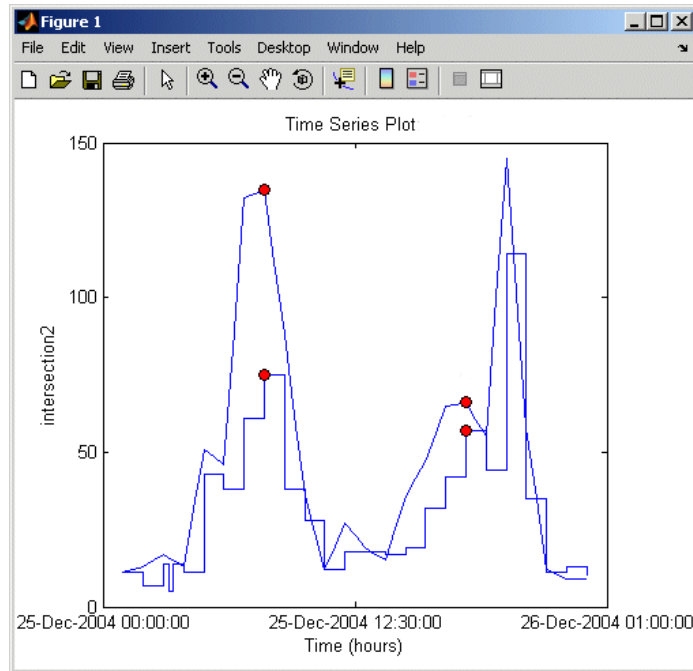 Figure 1
File Edit View Insert Tools Desktop Window Help
Time Series Plot
150
100
50
0
intersection2
25-Dec-2004 00:00:00 25-Dec-2004 12:30:00 26-Dec-2004 01:00:00
Time (hours)